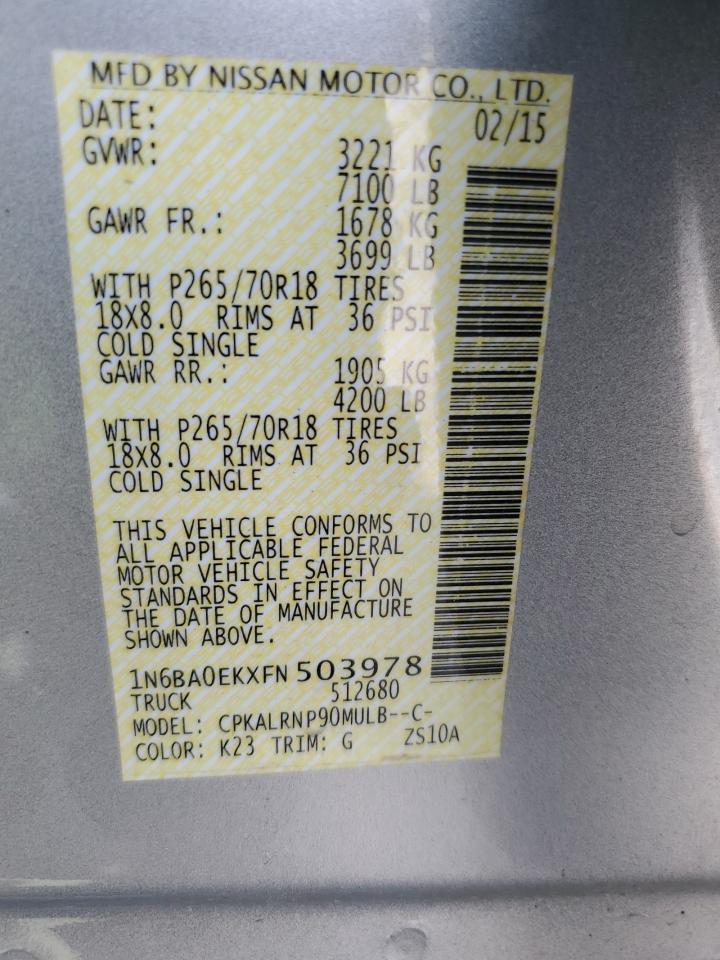 MFD BY NISSAN MOTOR CO., LTD.
DATE: 02/15
GVWR: 3221 KG
7100 LB
GAWR FR.: 1678 KG
3699 LB
WITH P265/70R18 TIRES
18X8.0 RIMS AT 36 PSI
COLD SINGLE
GAWR RR.: 1905 KG
4200 LB
WITH P265/70R18 TIRES
18X8.0 RIMS AT 36 PSI
COLD SINGLE
THIS VEHICLE CONFORMS TO
ALL APPLICABLE FEDERAL
MOTOR VEHICLE SAFETY
STANDARDS IN EFFECT ON
THE DATE OF MANUFACTURE
SHOWN ABOVE.
1N6BA0EKXFN 503978
TRUCK 512680
MODEL: CPKALRNP90MULB--C-
COLOR: K23 TRIM: G ZS10A